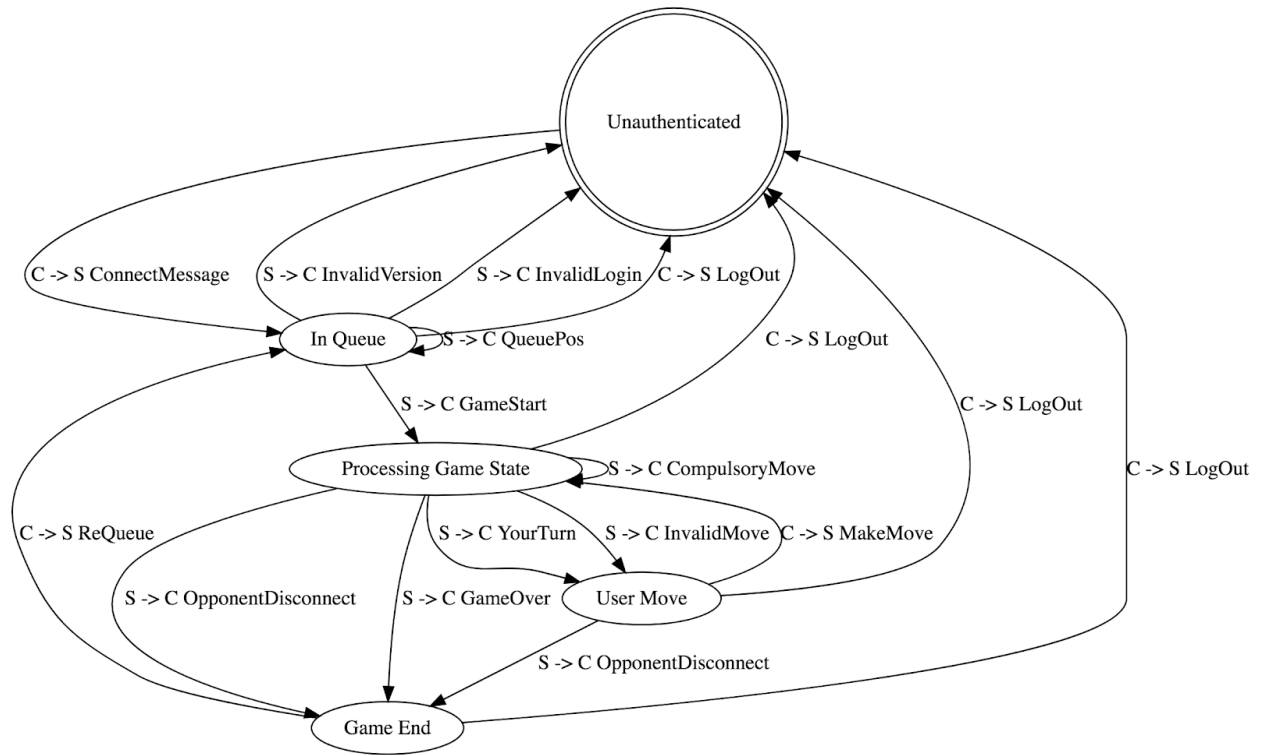 Unauthenticated
C -> S ConnectMessage
S -> C InvalidVersion
S -> C InvalidLogin
C -> S LogOut
In Queue
S -> C QueuePos
C -> S LogOut
S -> C GameStart
C -> S LogOut
Processing Game State
S -> C CompulsoryMove
C -> S LogOut
C -> S ReQueue
S -> C YourTurn
S -> C InvalidMove
C -> S MakeMove
S -> C OpponentDisconnect
S -> C GameOver
User Move
S -> C OpponentDisconnect
Game End